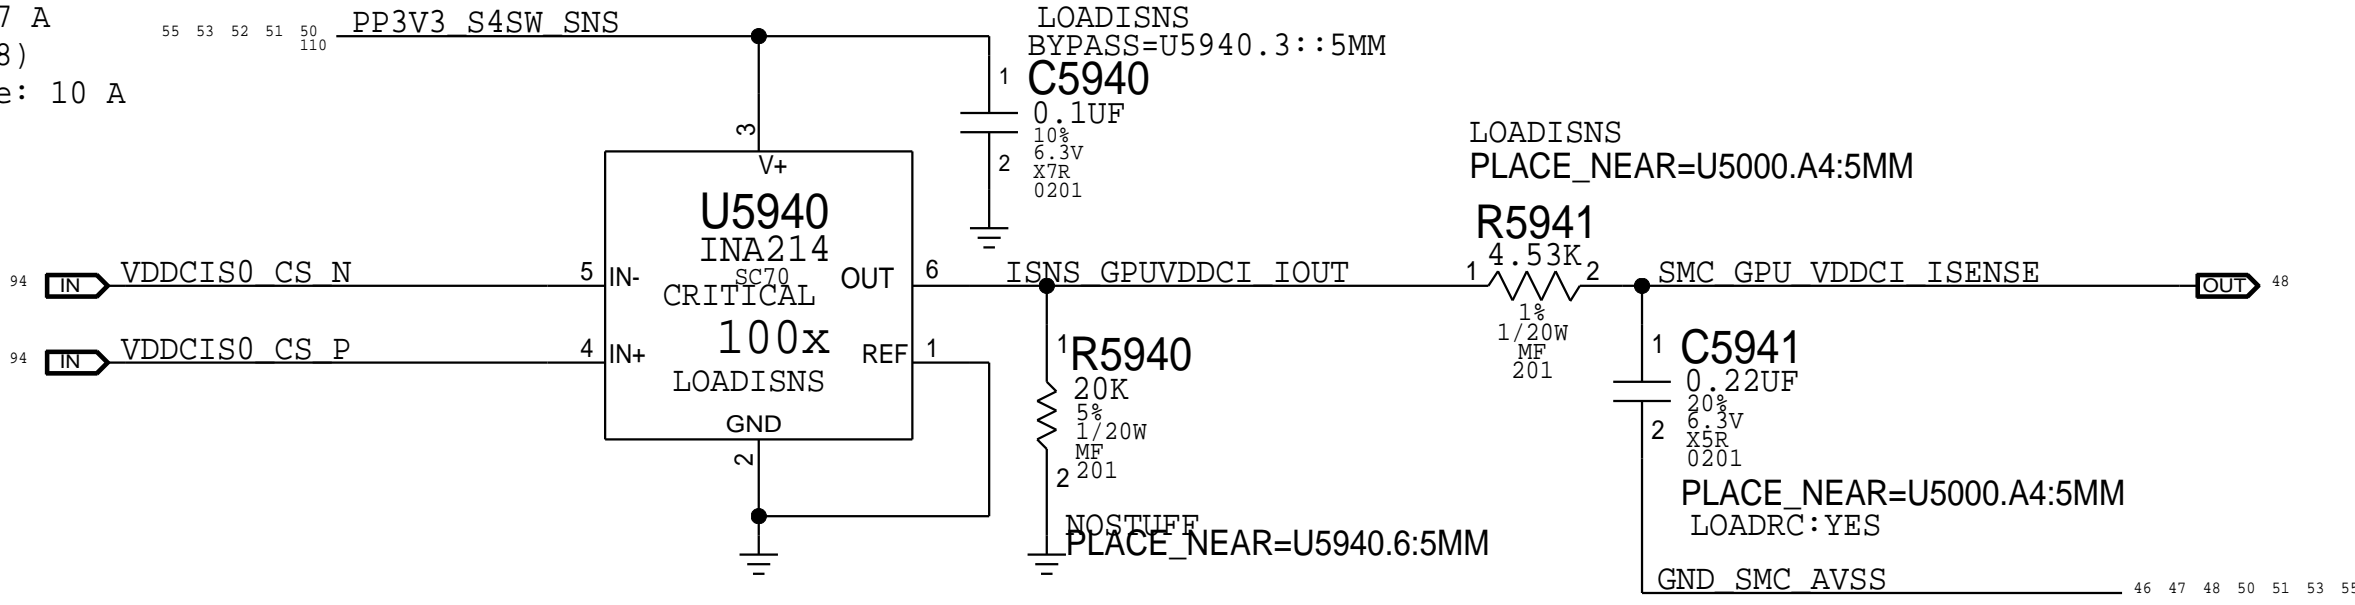 7 A
8)
e: 10 A
55 53 52 51 50
110
PP3V3_S4SW_SNS
LOADISNS
BYPASS=U5940.3::5MM
1
C5940
0.1UF
10%
6.3V
X7R
0201
2
3
V+
U5940
INA214
SC70
CRITICAL
100x
LOADISNS
GND
2
94 IN VDDCIS0_CS_N 5 IN-
94 IN VDDCIS0_CS_P 4 IN+
OUT 6 ISNS_GPUVDDCI_IOUT
REF 1
1
R5940
20K
5%
1/20W
MF
201
2
NOSTUFF
PLACE_NEAR=U5940.6:5MM
LOADISNS
PLACE_NEAR=U5000.A4:5MM
R5941
4.53K
1 2
1%
1/20W
MF
201
SMC_GPU_VDDCI_ISENSE OUT 48
1
C5941
0.22UF
20%
6.3V
X5R
0201
2
PLACE_NEAR=U5000.A4:5MM
LOADRC:YES
GND_SMC_AVSS
46 47 48 50 51 53 55